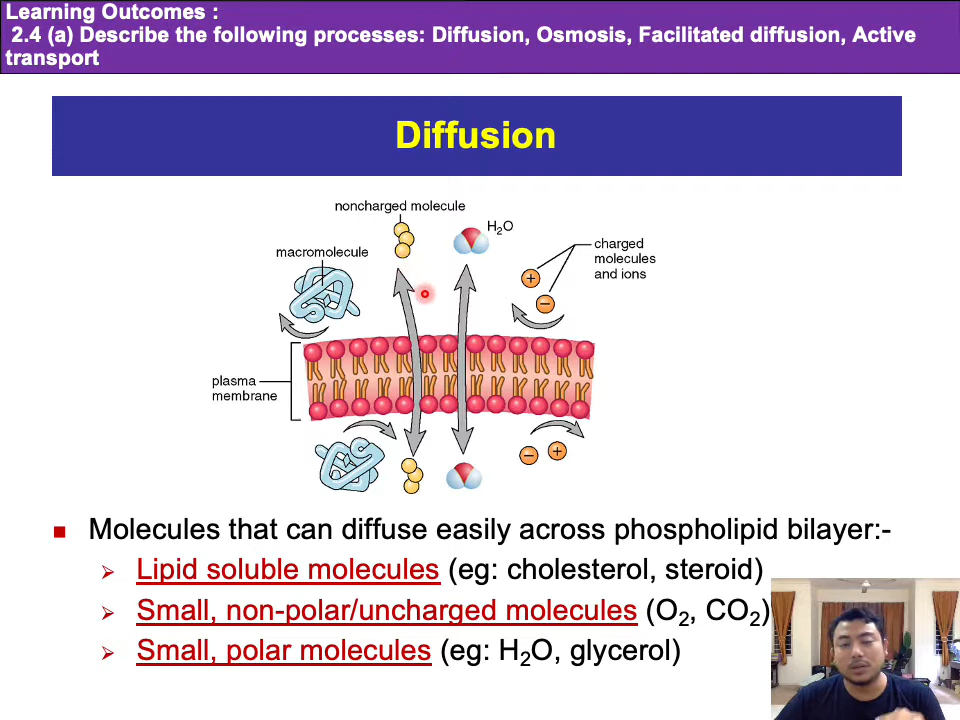 Learning Outcomes :
2.4 (a) Describe the following processes: Diffusion, Osmosis, Facilitated diffusion, Active
transport
Diffusion
noncharged molecule
H₂O
macromolecule
charged
molecules
and ions
+
−
plasma
membrane
−
+
■ Molecules that can diffuse easily across phospholipid bilayer:-
➢ Lipid soluble molecules (eg: cholesterol, steroid)
➢ Small, non-polar/uncharged molecules (O₂, CO₂)
➢ Small, polar molecules (eg: H₂O, glycerol)